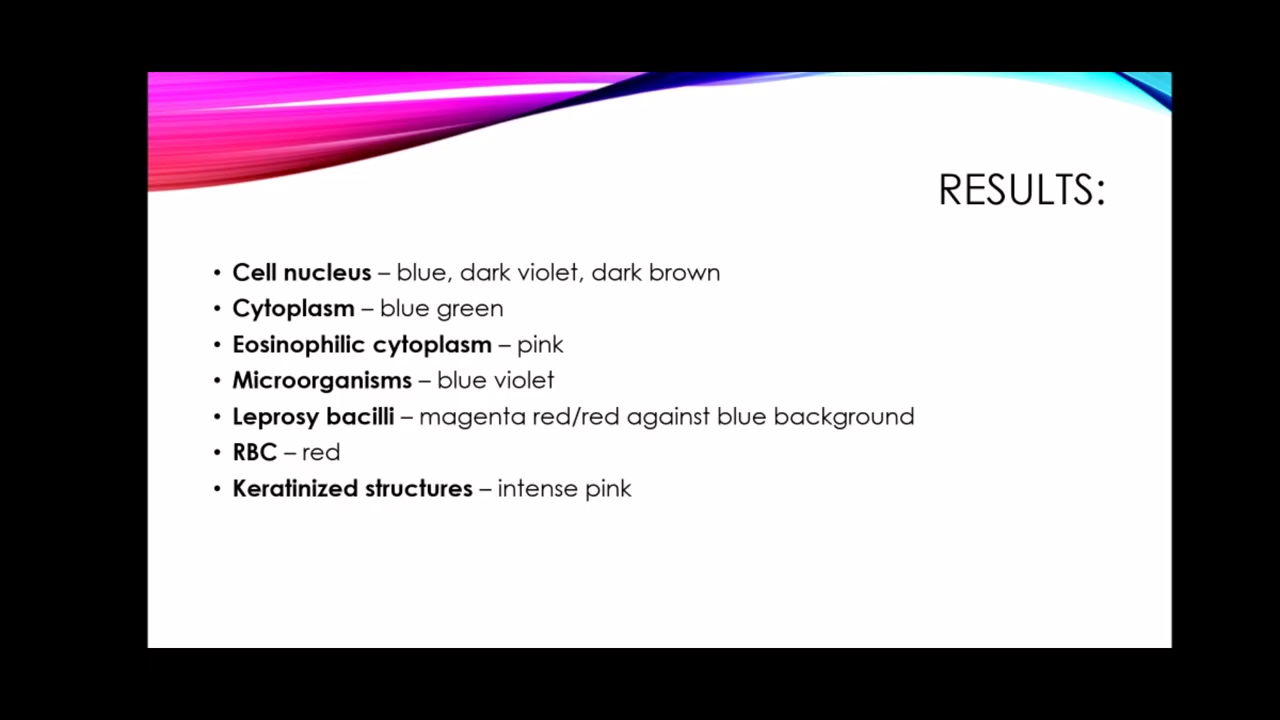 RESULTS:
• Cell nucleus – blue, dark violet, dark brown
• Cytoplasm – blue green
• Eosinophilic cytoplasm – pink
• Microorganisms – blue violet
• Leprosy bacilli – magenta red/red against blue background
• RBC – red
• Keratinized structures – intense pink